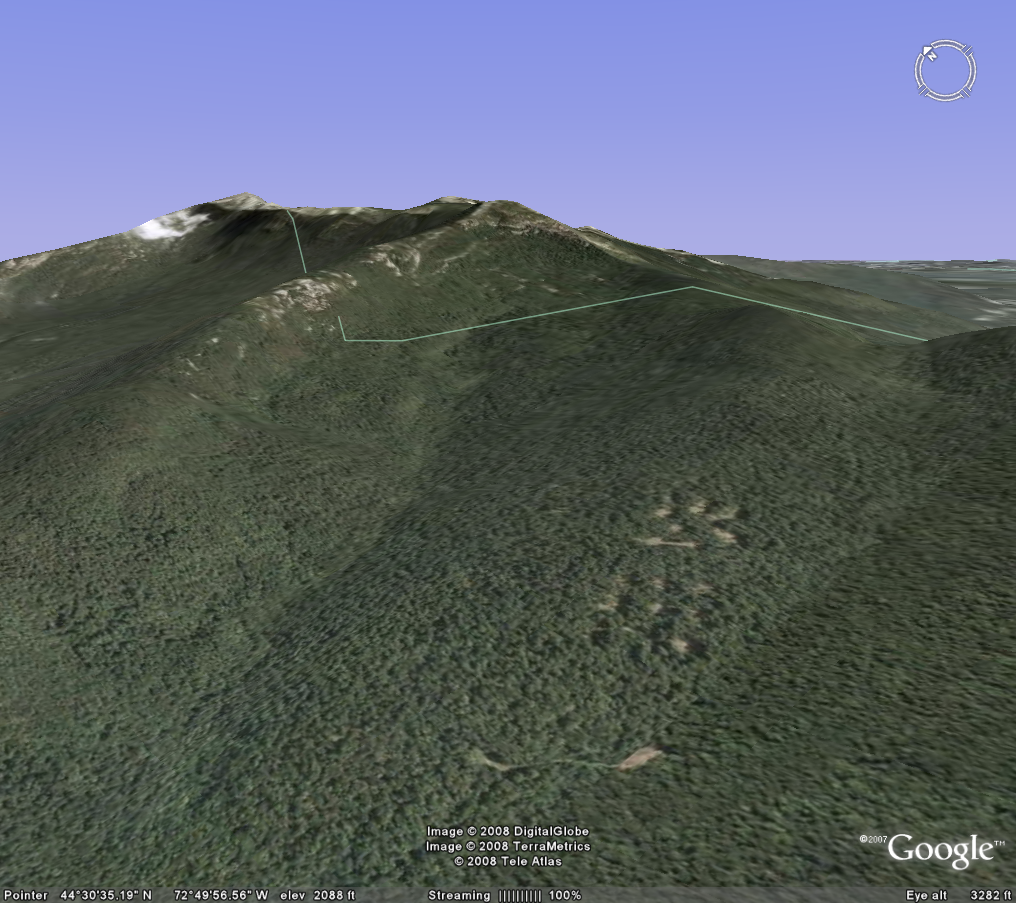 N
Image © 2008 DigitalGlobe
Image © 2008 TerraMetrics
© 2008 Tele Atlas
©2007 Google™
Pointer 44°30'35.19" N 72°49'56.56" W elev 2088 ft Streaming |||||||||| 100% Eye alt 3282 ft